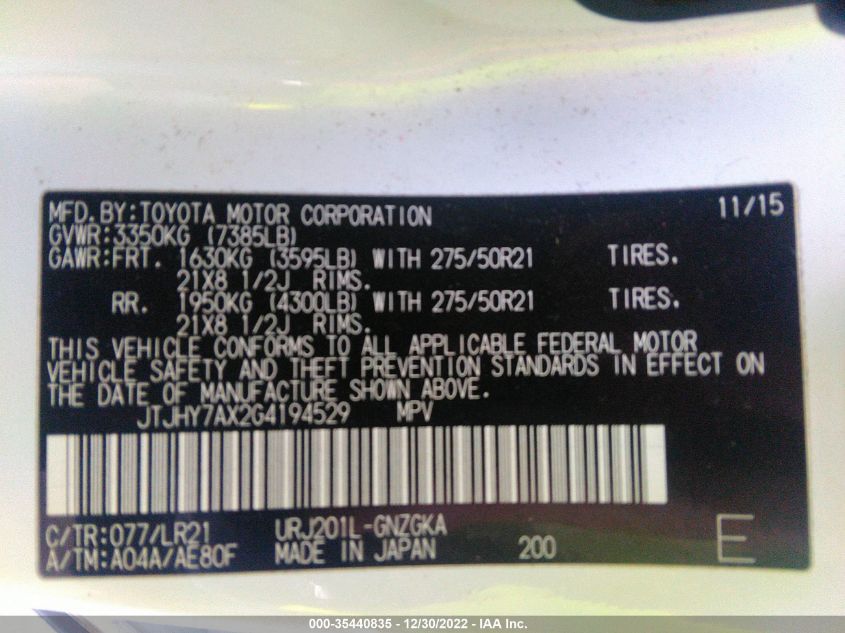 MFD.BY:TOYOTA MOTOR CORPORATION 11/15
GVWR:3350KG (7385LB)
GAWR:FRT. 1630KG (3595LB) WITH 275/50R21 TIRES.
21X8 1/2J RIMS.
RR. 1950KG (4300LB) WITH 275/50R21 TIRES.
21X8 1/2J RIMS.
THIS VEHICLE CONFORMS TO ALL APPLICABLE FEDERAL MOTOR
VEHICLE SAFETY AND THEFT PREVENTION STANDARDS IN EFFECT ON
THE DATE OF MANUFACTURE SHOWN ABOVE.
JTJHY7AX2G4194529 MPV
C/TR:077/LR21 URJ201L-GNZGKA
A/TM:A04A/AE80F MADE IN JAPAN 200 E
000-35440835 - 12/30/2022 - IAA Inc.